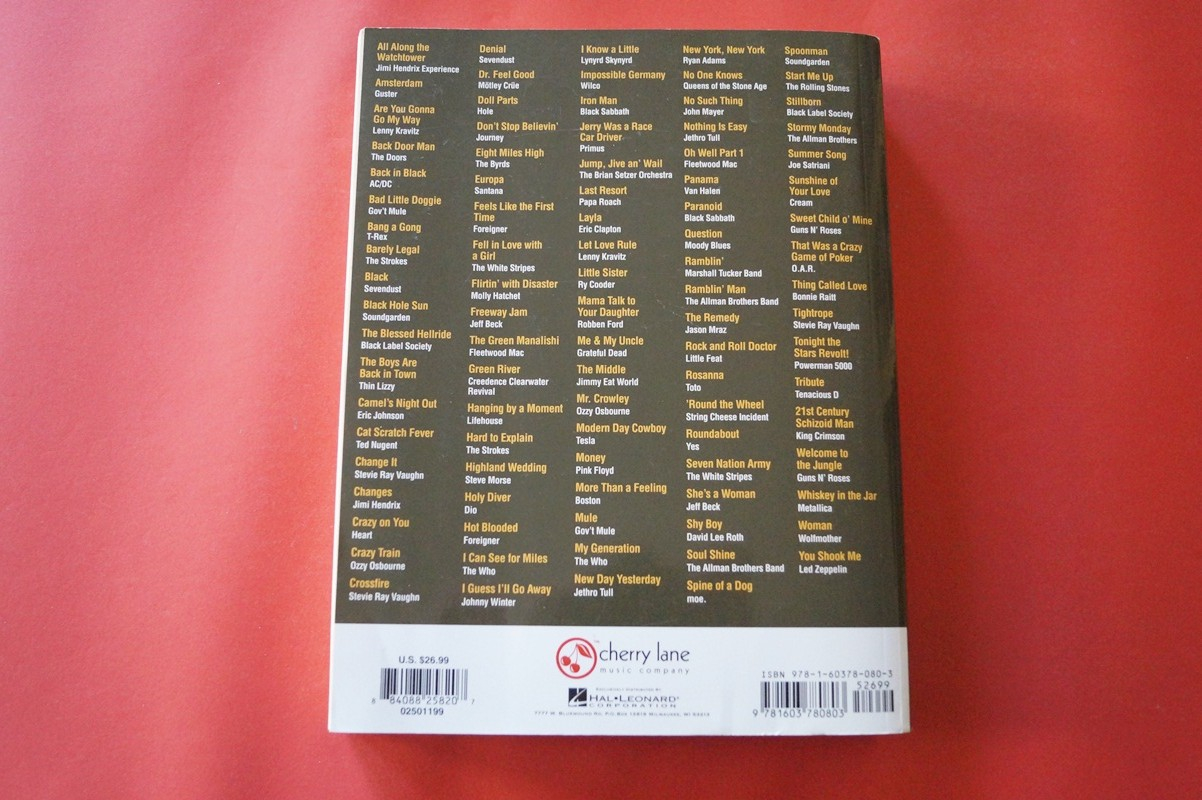 All Along the
Watchtower
Jimi Hendrix Experience
Amsterdam
Guster
Are You Gonna
Go My Way
Lenny Kravitz
Back Door Man
The Doors
Back in Black
AC/DC
Bad Little Doggie
Gov't Mule
Bang a Gong
T-Rex
Barely Legal
The Strokes
Black
Sevendust
Black Hole Sun
Soundgarden
The Blessed Hellride
Black Label Society
The Boys Are
Back in Town
Thin Lizzy
Camel's Night Out
Eric Johnson
Cat Scratch Fever
Ted Nugent
Change It
Stevie Ray Vaughn
Changes
Jimi Hendrix
Crazy on You
Heart
Crazy Train
Ozzy Osbourne
Crossfire
Stevie Ray Vaughn
Denial
Sevendust
Dr. Feel Good
Mötley Crüe
Doll Parts
Hole
Don't Stop Believin'
Journey
Eight Miles High
The Byrds
Europa
Santana
Feels Like the First
Time
Foreigner
Fell in Love with
a Girl
The White Stripes
Flirtin' with Disaster
Molly Hatchet
Freeway Jam
Jeff Beck
The Green Manalishi
Fleetwood Mac
Green River
Creedence Clearwater
Revival
Hanging by a Moment
Lifehouse
Hard to Explain
The Strokes
Highland Wedding
Steve Morse
Holy Diver
Dio
Hot Blooded
Foreigner
I Can See for Miles
The Who
I Guess I'll Go Away
Johnny Winter
I Know a Little
Lynyrd Skynyrd
Impossible Germany
Wilco
Iron Man
Black Sabbath
Jerry Was a Race
Car Driver
Primus
Jump, Jive an' Wail
The Brian Setzer Orchestra
Last Resort
Papa Roach
Layla
Eric Clapton
Let Love Rule
Lenny Kravitz
Little Sister
Ry Cooder
Mama Talk to
Your Daughter
Robben Ford
Me & My Uncle
Grateful Dead
The Middle
Jimmy Eat World
Mr. Crowley
Ozzy Osbourne
Modern Day Cowboy
Tesla
Money
Pink Floyd
More Than a Feeling
Boston
Mule
Gov't Mule
My Generation
The Who
New Day Yesterday
Jethro Tull
New York, New York
Ryan Adams
No One Knows
Queens of the Stone Age
No Such Thing
John Mayer
Nothing Is Easy
Jethro Tull
Oh Well Part 1
Fleetwood Mac
Panama
Van Halen
Paranoid
Black Sabbath
Question
Moody Blues
Ramblin'
Marshall Tucker Band
Ramblin' Man
The Allman Brothers Band
The Remedy
Jason Mraz
Rock and Roll Doctor
Little Feat
Rosanna
Toto
'Round the Wheel
String Cheese Incident
Roundabout
Yes
Seven Nation Army
The White Stripes
She's a Woman
Jeff Beck
Shy Boy
David Lee Roth
Soul Shine
The Allman Brothers Band
Spine of a Dog
moe.
Spoonman
Soundgarden
Start Me Up
The Rolling Stones
Stillborn
Black Label Society
Stormy Monday
The Allman Brothers
Summer Song
Joe Satriani
Sunshine of
Your Love
Cream
Sweet Child o' Mine
Guns N' Roses
That Was a Crazy
Game of Poker
O.A.R.
Thing Called Love
Bonnie Raitt
Tightrope
Stevie Ray Vaughn
Tonight the
Stars Revolt!
Powerman 5000
Tribute
Tenacious D
21st Century
Schizoid Man
King Crimson
Welcome to
the Jungle
Guns N' Roses
Whiskey in the Jar
Metallica
Woman
Wolfmother
You Shook Me
Led Zeppelin
U.S. $26.99
8 84088 25820 7
02501199
cherry lane
music company
EXCLUSIVELY DISTRIBUTED BY
HAL•LEONARD®
CORPORATION
7777 W. BLUEMOUND RD. P.O. BOX 13819 MILWAUKEE, WI 53213
ISBN 978-1-60378-080-3
52699
9 781603 780803